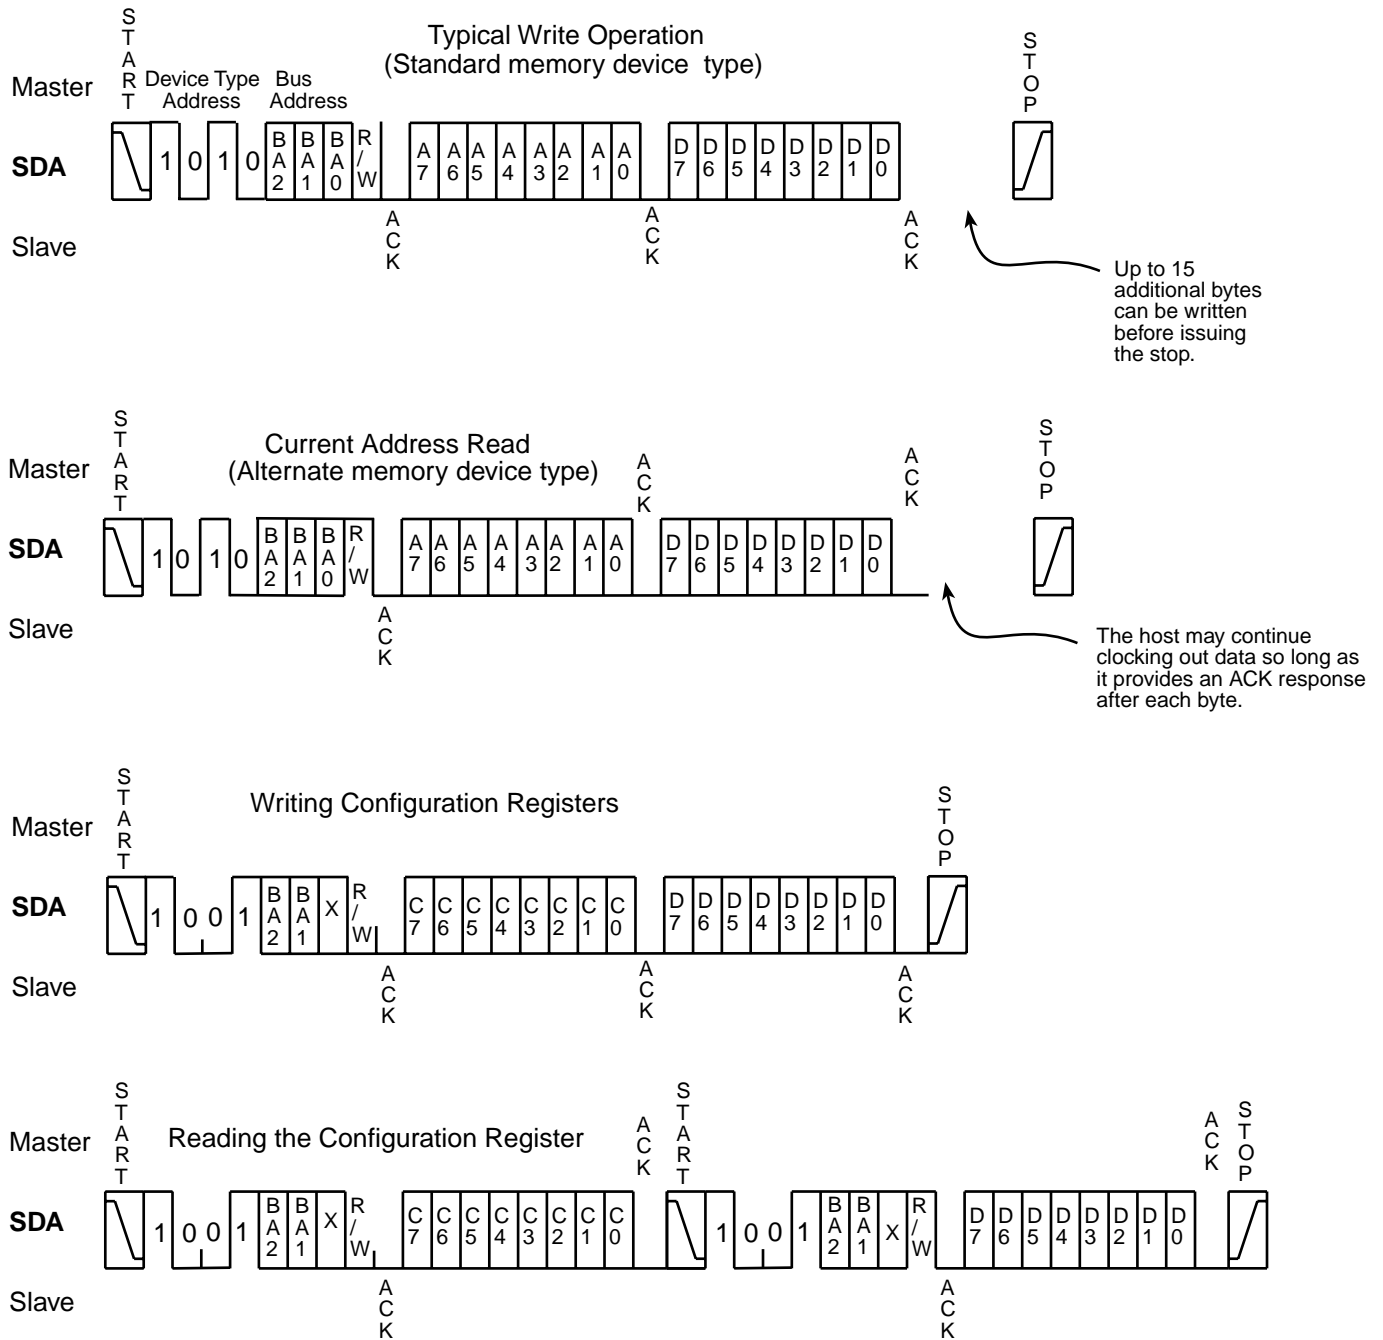 START
Typical Write Operation
(Standard memory device type)
STOP
Master
Device Type Address
Bus Address
SDA
1 0 1 0 BA2 BA1 BA0 R/W A7 A6 A5 A4 A3 A2 A1 A0 D7 D6 D5 D4 D3 D2 D1 D0
Slave
ACK ACK ACK
Up to 15
additional bytes
can be written
before issuing
the stop.
START
Current Address Read
(Alternate memory device type)
ACK ACK STOP
Master
SDA
1 0 1 0 BA2 BA1 BA0 R/W A7 A6 A5 A4 A3 A2 A1 A0 D7 D6 D5 D4 D3 D2 D1 D0
Slave
ACK
The host may continue
clocking out data so long as
it provides an ACK response
after each byte.
START
Writing Configuration Registers
STOP
Master
SDA
1 0 0 1 BA2 BA1 X R/W C7 C6 C5 C4 C3 C2 C1 C0 D7 D6 D5 D4 D3 D2 D1 D0
Slave
ACK ACK ACK
START
Reading the Configuration Register
ACK START ACK STOP
Master
SDA
1 0 0 1 BA2 BA1 X R/W C7 C6 C5 C4 C3 C2 C1 C0 1 0 0 1 BA2 BA1 X R/W D7 D6 D5 D4 D3 D2 D1 D0
Slave
ACK ACK